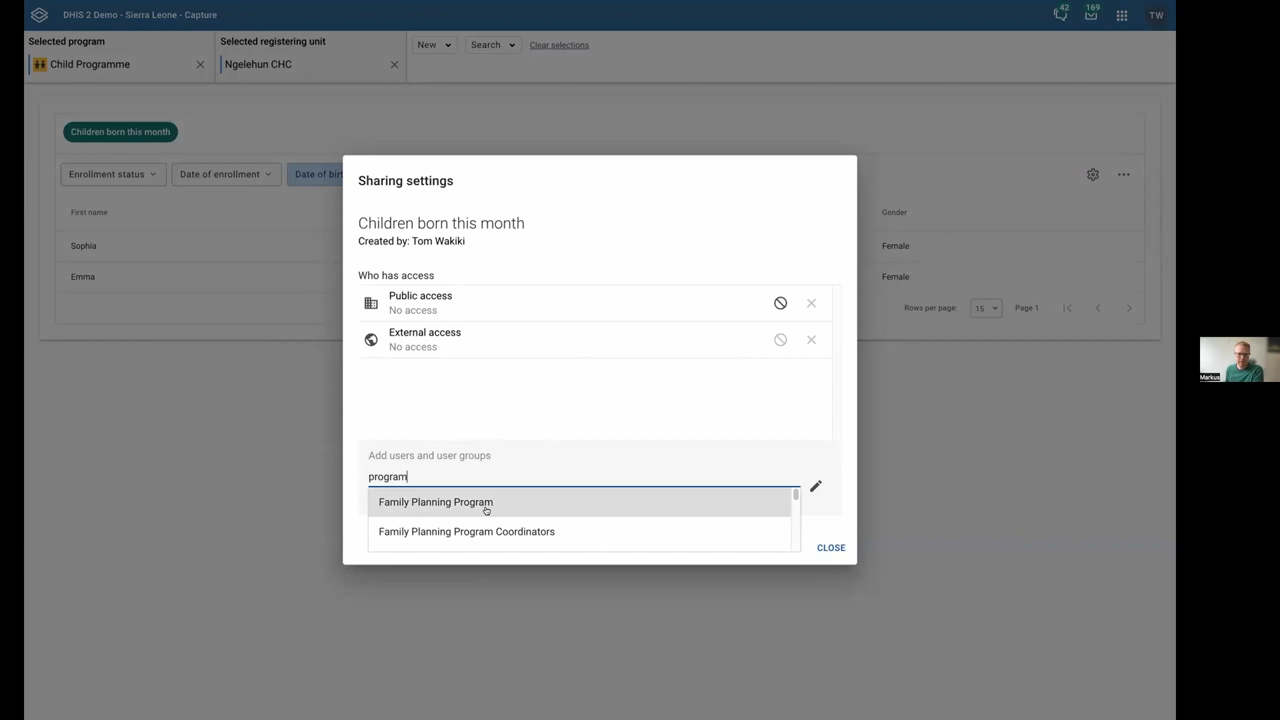 DHIS 2 Demo - Sierra Leone - Capture
42
169
TW
Selected program
Child Programme
Selected registering unit
Ngelehun CHC
New
Search
Clear selections
Children born this month
Enrollment status
Date of enrollment
Date of birt
First name
Gender
Sophia
Female
Emma
Female
Rows per page:
15
Page 1
Sharing settings
Children born this month
Created by: Tom Wakiki
Who has access
Public access
No access
External access
No access
Add users and user groups
program
Family Planning Program
Family Planning Program Coordinators
CLOSE
Markus